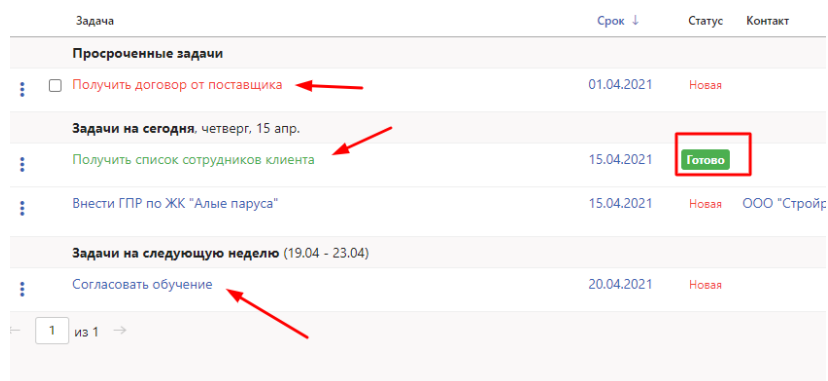 Задача Срок ↓ Статус Контакт
Просроченные задачи
Получить договор от поставщика 01.04.2021 Новая
Задачи на сегодня, четверг, 15 апр.
Получить список сотрудников клиента 15.04.2021 Готово
Внести ГПР по ЖК "Алые паруса" 15.04.2021 Новая ООО "Стройр
Задачи на следующую неделю (19.04 - 23.04)
Согласовать обучение 20.04.2021 Новая
← 1 из 1 →